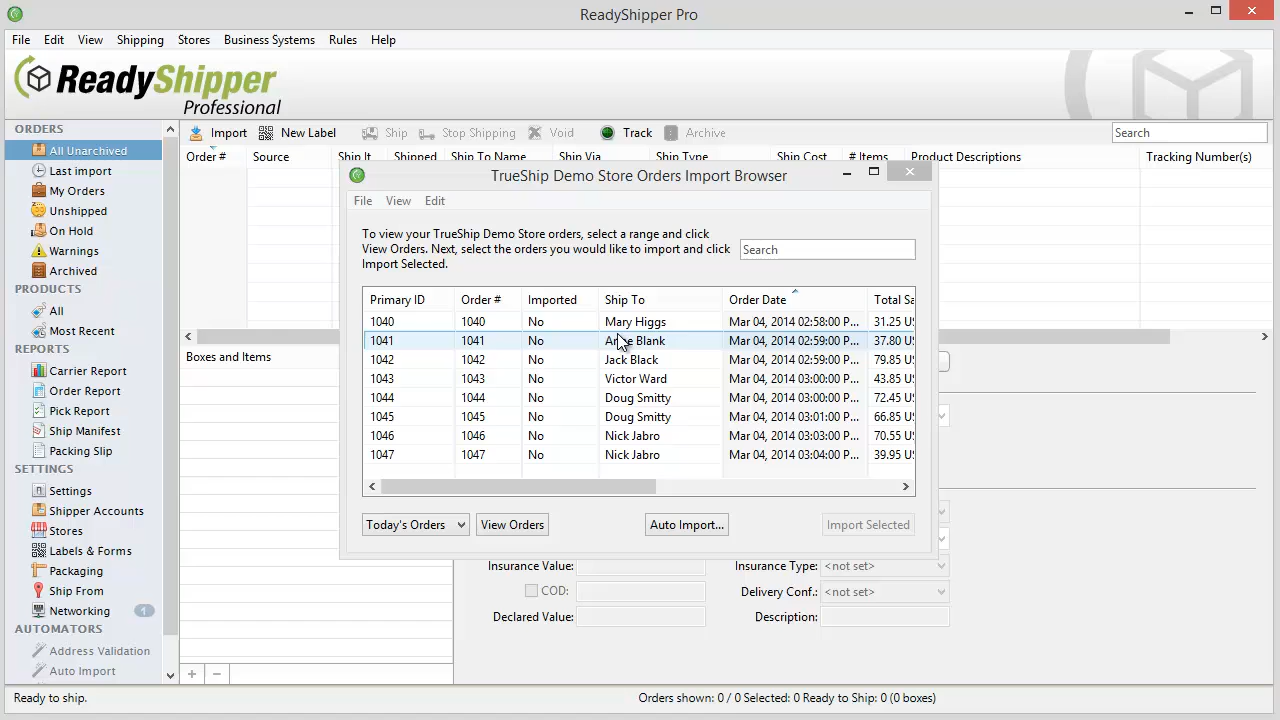 ReadyShipper Pro
File Edit View Shipping Stores Business Systems Rules Help
ReadyShipper
Professional
ORDERS
All Unarchived
Last import
My Orders
Unshipped
On Hold
Warnings
Archived
PRODUCTS
All
Most Recent
REPORTS
Carrier Report
Order Report
Pick Report
Ship Manifest
Packing Slip
SETTINGS
Settings
Shipper Accounts
Stores
Labels & Forms
Packaging
Ship From
Networking 1
AUTOMATORS
Address Validation
Auto Import
Import New Label Ship Stop Shipping Void Track Archive Search
Order # Source Ship It Shipped Ship To Name Ship Via Ship Type Ship Cost # Items Product Descriptions Tracking Number(s)
Boxes and Items
TrueShip Demo Store Orders Import Browser
File View Edit
To view your TrueShip Demo Store orders, select a range and click
View Orders. Next, select the orders you would like to import and click
Import Selected.
Search
Primary ID Order # Imported Ship To Order Date Total
1040 1040 No Mary Higgs Mar 04, 2014 02:58:00 P... 31.25
1041 1041 No Blank Mar 04, 2014 02:59:00 P... 37.80
1042 1042 No Jack Black Mar 04, 2014 02:59:00 P... 79.85
1043 1043 No Victor Ward Mar 04, 2014 03:00:00 P... 43.85
1044 1044 No Doug Smitty Mar 04, 2014 03:00:00 P... 72.45
1045 1045 No Doug Smitty Mar 04, 2014 03:01:00 P... 66.85
1046 1046 No Nick Jabro Mar 04, 2014 03:03:00 P... 70.55
1047 1047 No Nick Jabro Mar 04, 2014 03:04:00 P... 39.95
Today's Orders View Orders Auto Import... Import Selected
Insurance Value: Insurance Type: <not set>
COD: Delivery Conf.: <not set>
Declared Value: Description:
Ready to ship. Orders shown: 0 / 0 Selected: 0 Ready to Ship: 0 (0 boxes)